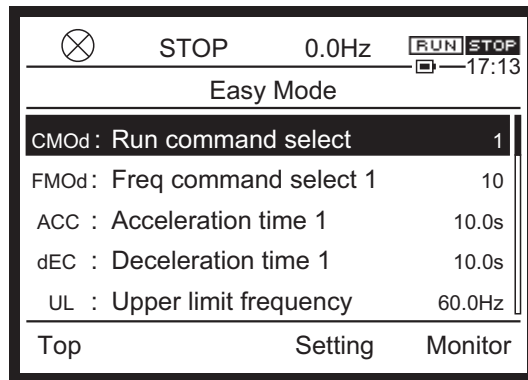 STOP 0.0Hz RUN STOP
17:13
Easy Mode
CMOd: Run command select 1
FMOd: Freq command select 1 10
ACC : Acceleration time 1 10.0s
dEC : Deceleration time 1 10.0s
UL : Upper limit frequency 60.0Hz
Top Setting Monitor